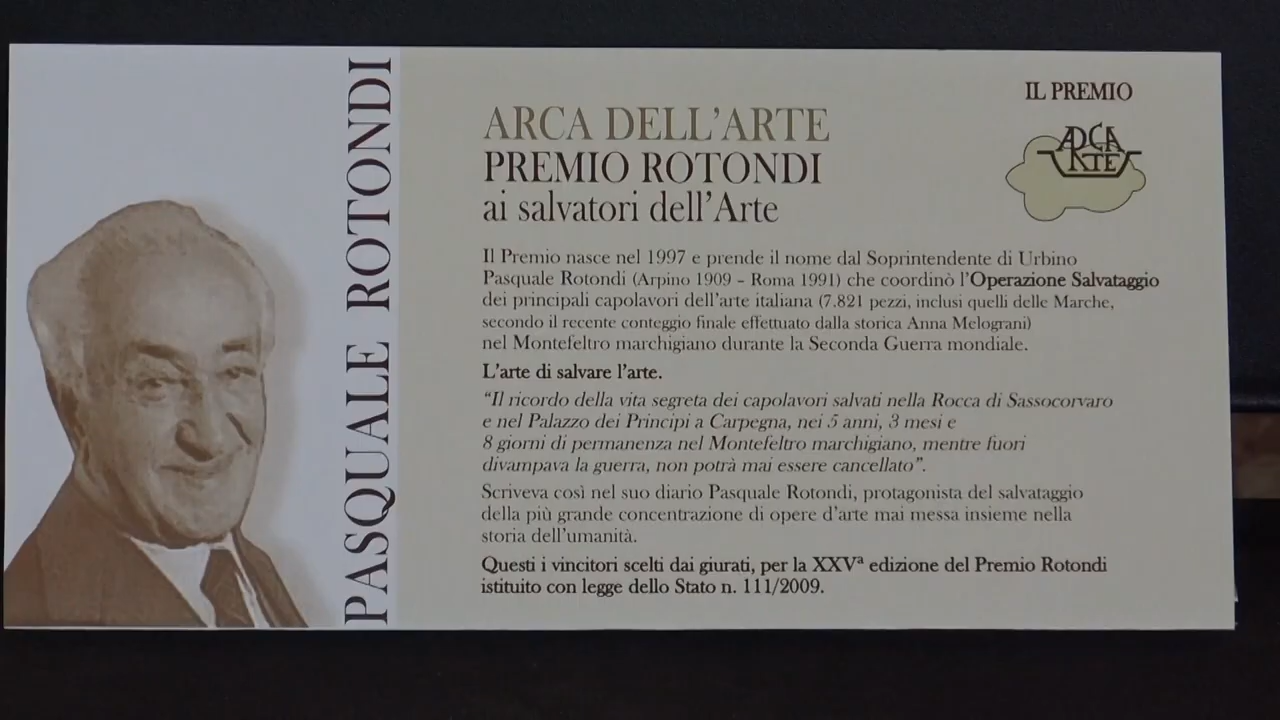 PASQUALE ROTONDI
IL PREMIO
ARCA
ARTE
ARCA DELL'ARTE
PREMIO ROTONDI
ai salvatori dell'Arte
Il Premio nasce nel 1997 e prende il nome dal Soprintendente di Urbino
Pasquale Rotondi (Arpino 1909 – Roma 1991) che coordinò l'Operazione Salvataggio
dei principali capolavori dell'arte italiana (7.821 pezzi, inclusi quelli delle Marche,
secondo il recente conteggio finale effettuato dalla storica Anna Melograni)
nel Montefeltro marchigiano durante la Seconda Guerra mondiale.
L'arte di salvare l'arte.
“Il ricordo della vita segreta dei capolavori salvati nella Rocca di Sassocorvaro
e nel Palazzo dei Principi a Carpegna, nei 5 anni, 3 mesi e
8 giorni di permanenza nel Montefeltro marchigiano, mentre fuori
divampava la guerra, non potrà mai essere cancellato”.
Scriveva così nel suo diario Pasquale Rotondi, protagonista del salvataggio
della più grande concentrazione di opere d'arte mai messa insieme nella
storia dell'umanità.
Questi i vincitori scelti dai giurati, per la XXVª edizione del Premio Rotondi
istituito con legge dello Stato n. 111/2009.